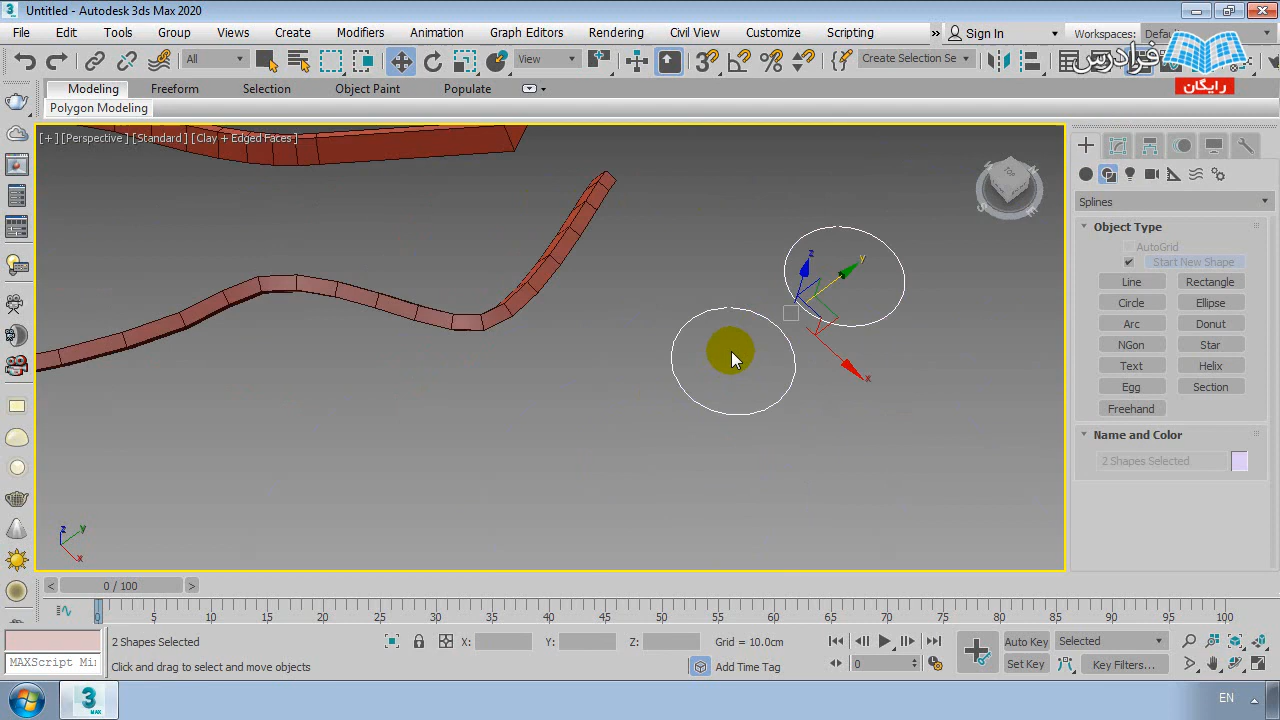 Untitled - Autodesk 3ds Max 2020
File Edit Tools Group Views Create Modifiers Animation Graph Editors Rendering Civil View Customize Scripting » Sign In Workspaces:
All View Create Selection Se
فرادرس
رایگان
Modeling Freeform Selection Object Paint Populate
Polygon Modeling
[+] [Perspective] [Standard] [Clay + Edged Faces]
TOP
S E
z
y
x
z
y
x
Splines
Object Type
AutoGrid
Start New Shape
Line Rectangle
Circle Ellipse
Arc Donut
NGon Star
Text Helix
Egg Section
Freehand
Name and Color
2 Shapes Selected
< 0 / 100 >
0 5 10 15 20 25 30 35 40 45 50 55 60 65 70 75 80 85 90 95 100
2 Shapes Selected X: Y: Z: Grid = 10.0cm Auto Key Selected
MAXScript Mi Click and drag to select and move objects Add Time Tag 0 Set Key Key Filters...
3
MAX
EN